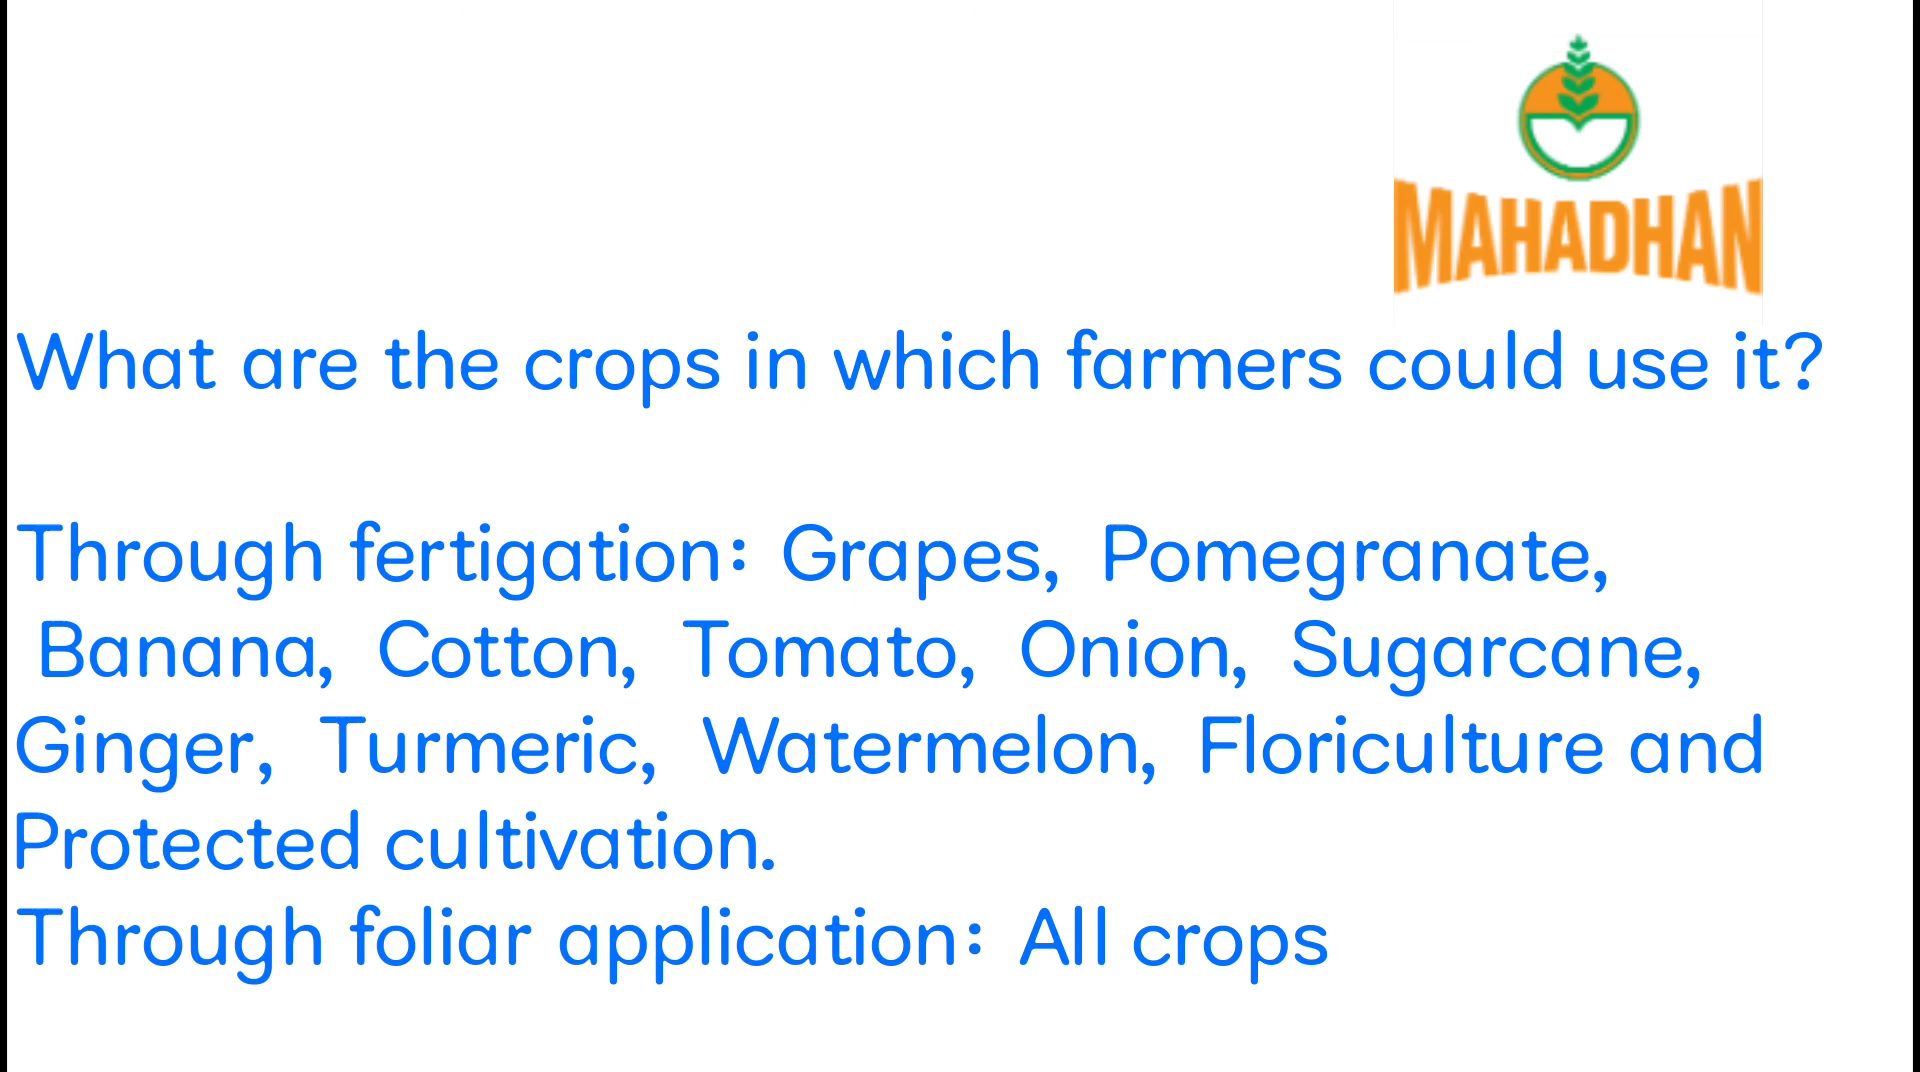 MAHADHAN
What are the crops in which farmers could use it?
Through fertigation: Grapes, Pomegranate,
Banana, Cotton, Tomato, Onion, Sugarcane,
Ginger, Turmeric, Watermelon, Floriculture and
Protected cultivation.
Through foliar application: All crops